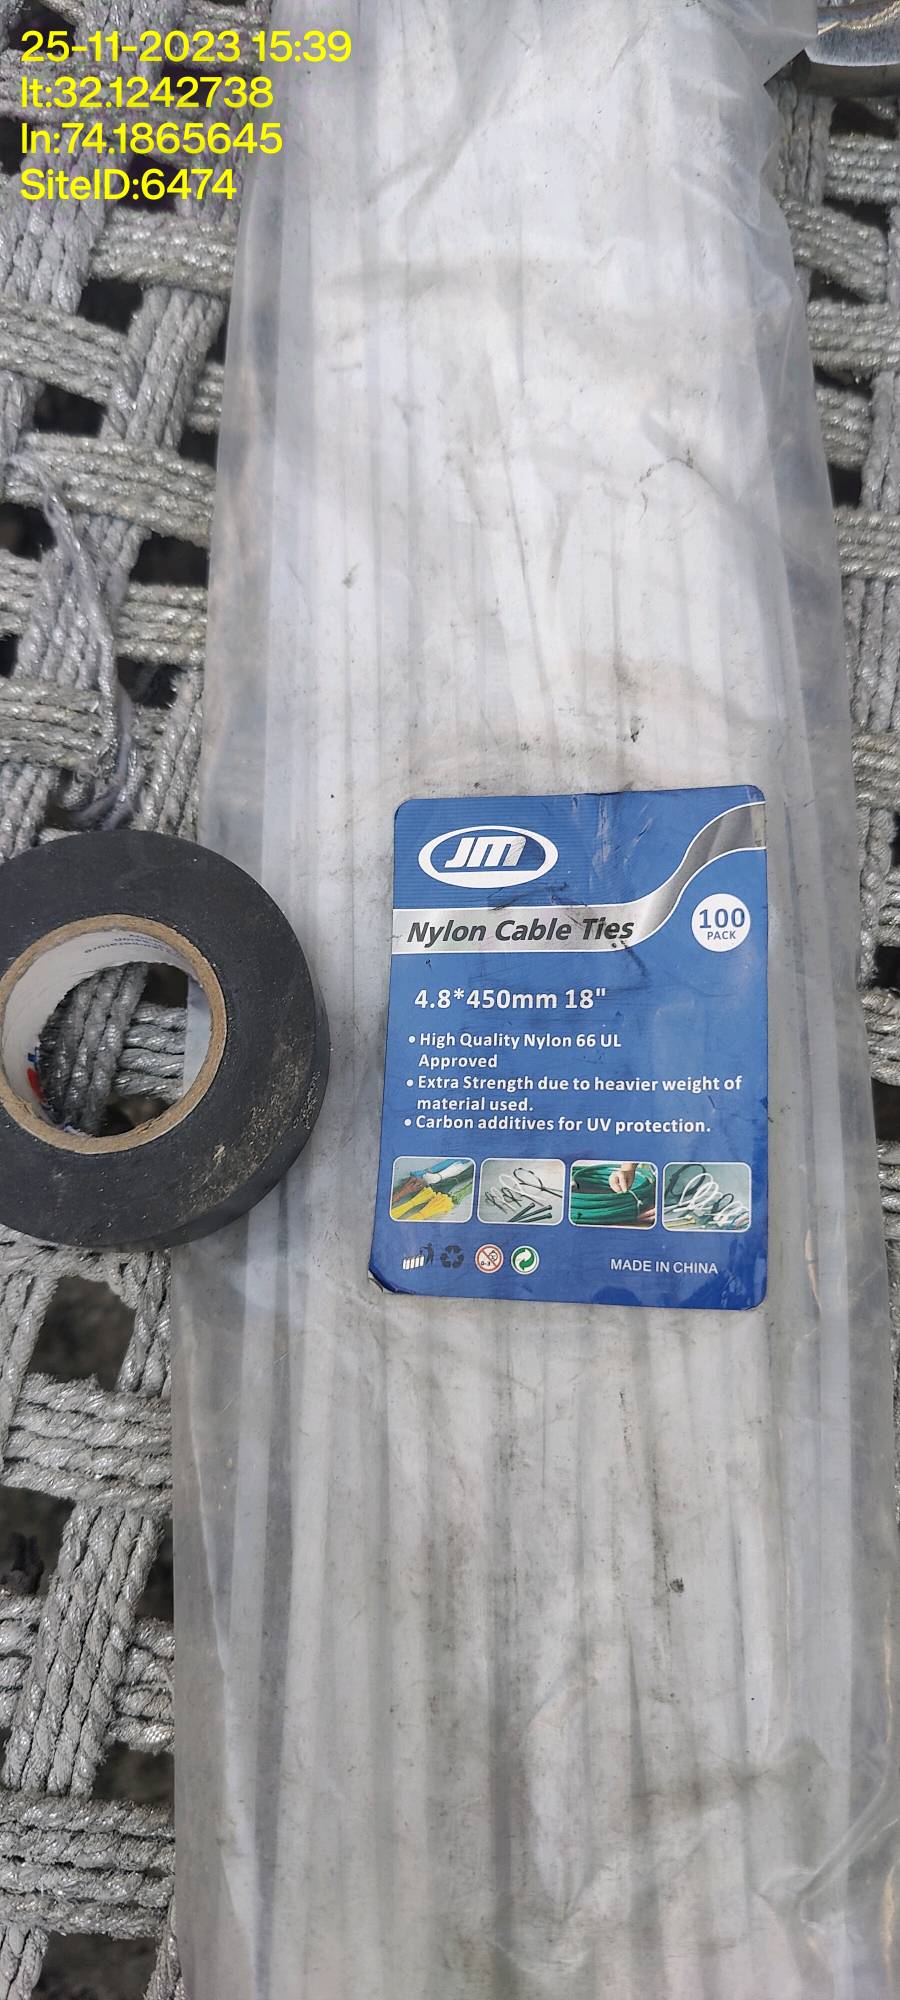 25-11-2023 15:39
lt:32.1242738
ln:74.1865645
SiteID:6474
JM
Nylon Cable Ties
100
PACK
4.8*450mm 18"
• High Quality Nylon 66 UL
Approved
• Extra Strength due to heavier weight of
material used.
• Carbon additives for UV protection.
0-3
MADE IN CHINA